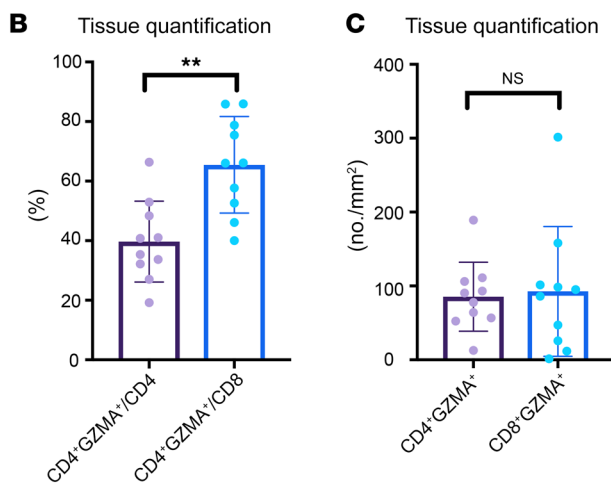 B Tissue quantification
**
100
80
60
40
20
0
(%)
CD4⁺GZMA⁺/CD4
CD4⁺GZMA⁺/CD8
C Tissue quantification
NS
400
300
200
100
0
(no./mm²)
CD4⁺GZMA⁺
CD8⁺GZMA⁺